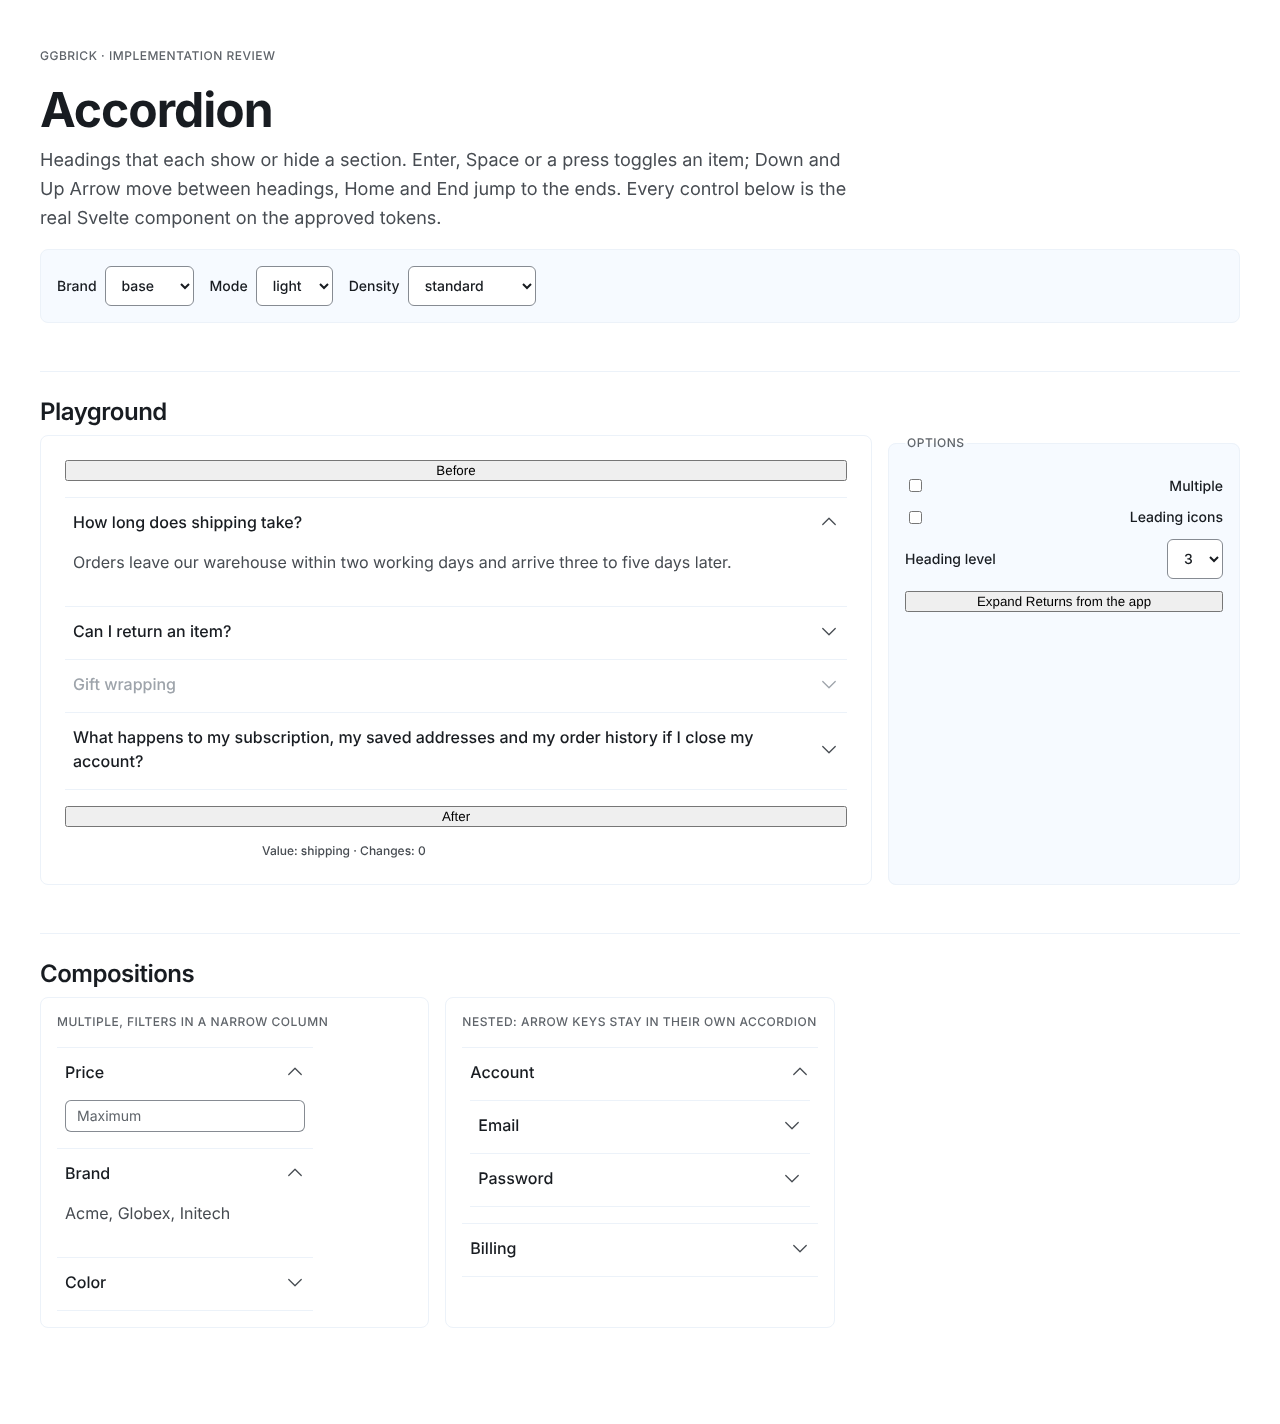 GGBRICK · IMPLEMENTATION REVIEW
Accordion
Headings that each show or hide a section. Enter, Space or a press toggles an item; Down and
Up Arrow move between headings, Home and End jump to the ends. Every control below is the
real Svelte component on the approved tokens.
Brand base Mode light Density standard
Playground
Before
How long does shipping take?
Orders leave our warehouse within two working days and arrive three to five days later.
Can I return an item?
Gift wrapping
What happens to my subscription, my saved addresses and my order history if I close my
account?
After
Value: shipping · Changes: 0
OPTIONS
Multiple
Leading icons
Heading level 3
Expand Returns from the app
Compositions
MULTIPLE, FILTERS IN A NARROW COLUMN
Price
Maximum
Brand
Acme, Globex, Initech
Color
NESTED: ARROW KEYS STAY IN THEIR OWN ACCORDION
Account
Email
Password
Billing